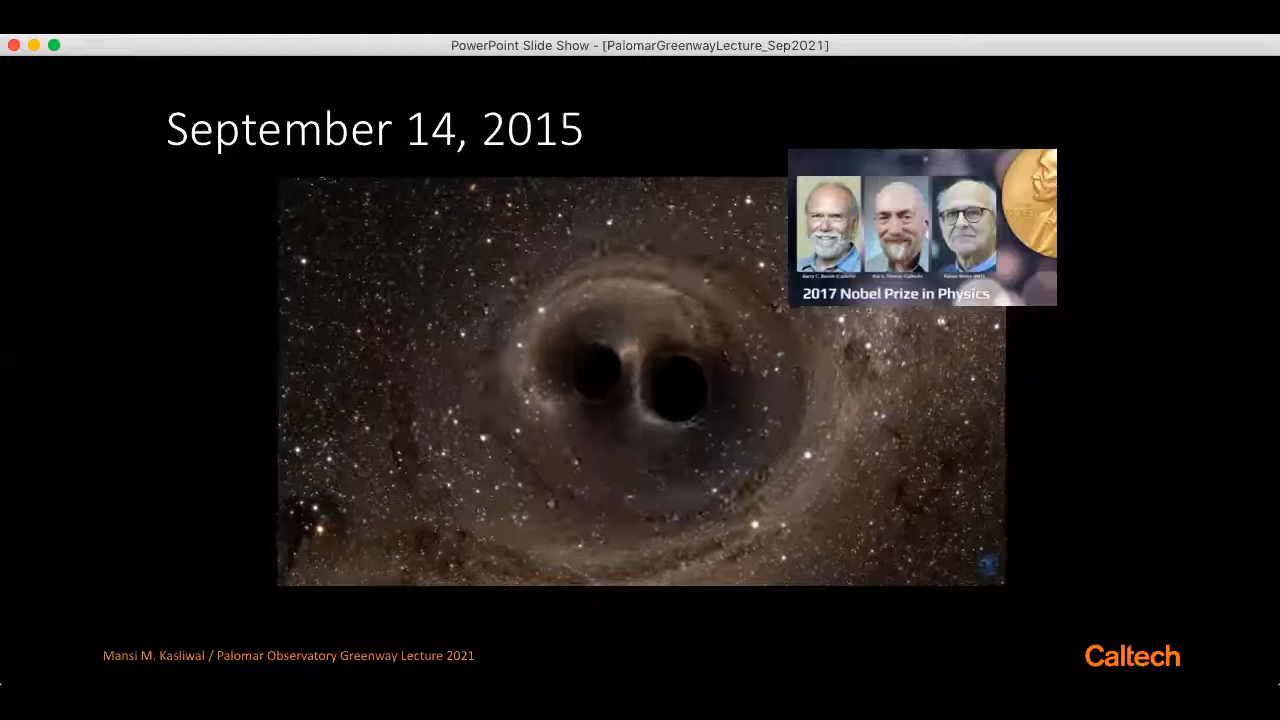 PowerPoint Slide Show - [PalomarGreenwayLecture_Sep2021]
September 14, 2015
2017 Nobel Prize in Physics
Mansi M. Kasliwal / Palomar Observatory Greenway Lecture 2021
Caltech